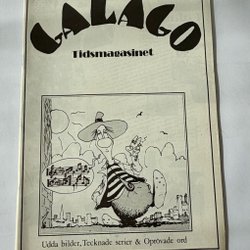 GALAGO
Tidsmagasinet
Udda bilder, Tecknade serier & Oprövade ord